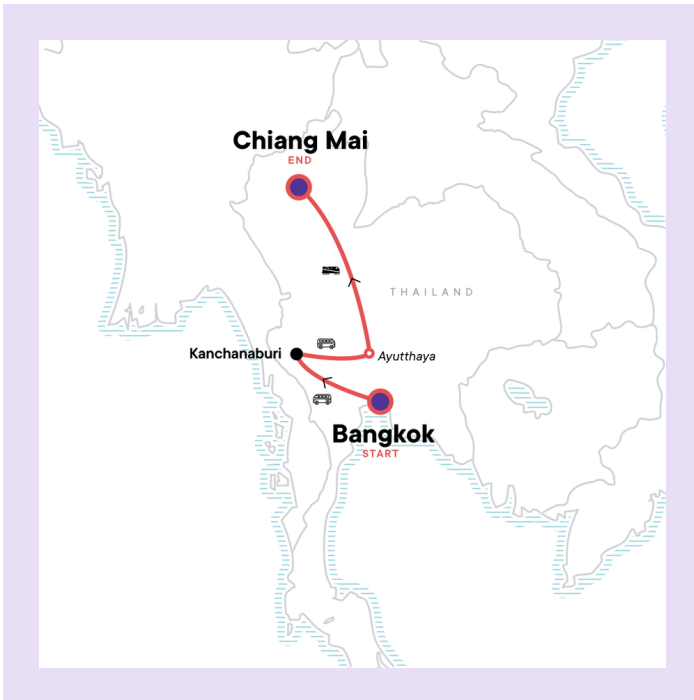 Chiang Mai
END
THAILAND
Kanchanaburi
Ayutthaya
Bangkok
START